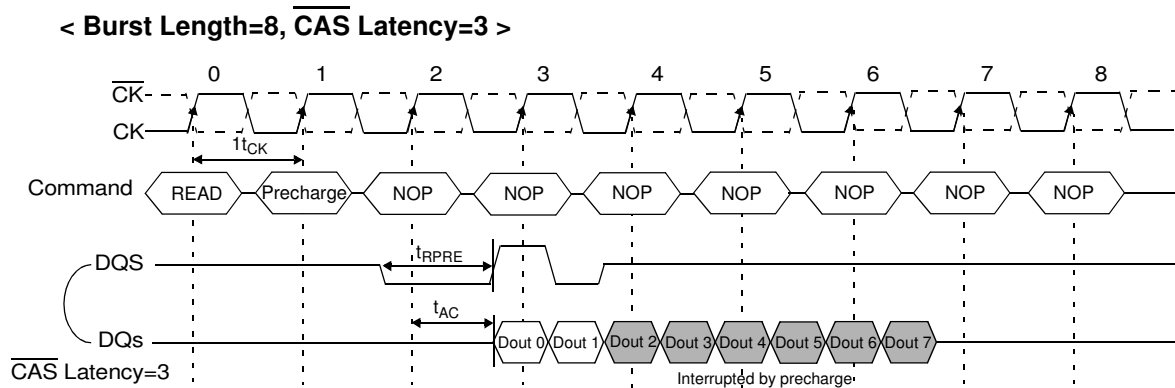 < Burst Length=8, CAS Latency=3 >
0 1 2 3 4 5 6 7 8
CK
CK
1tCK
Command READ Precharge NOP NOP NOP NOP NOP NOP NOP
DQS tRPRE
tAC
DQs Dout 0 Dout 1 Dout 2 Dout 3 Dout 4 Dout 5 Dout 6 Dout 7
CAS Latency=3
Interrupted by precharge